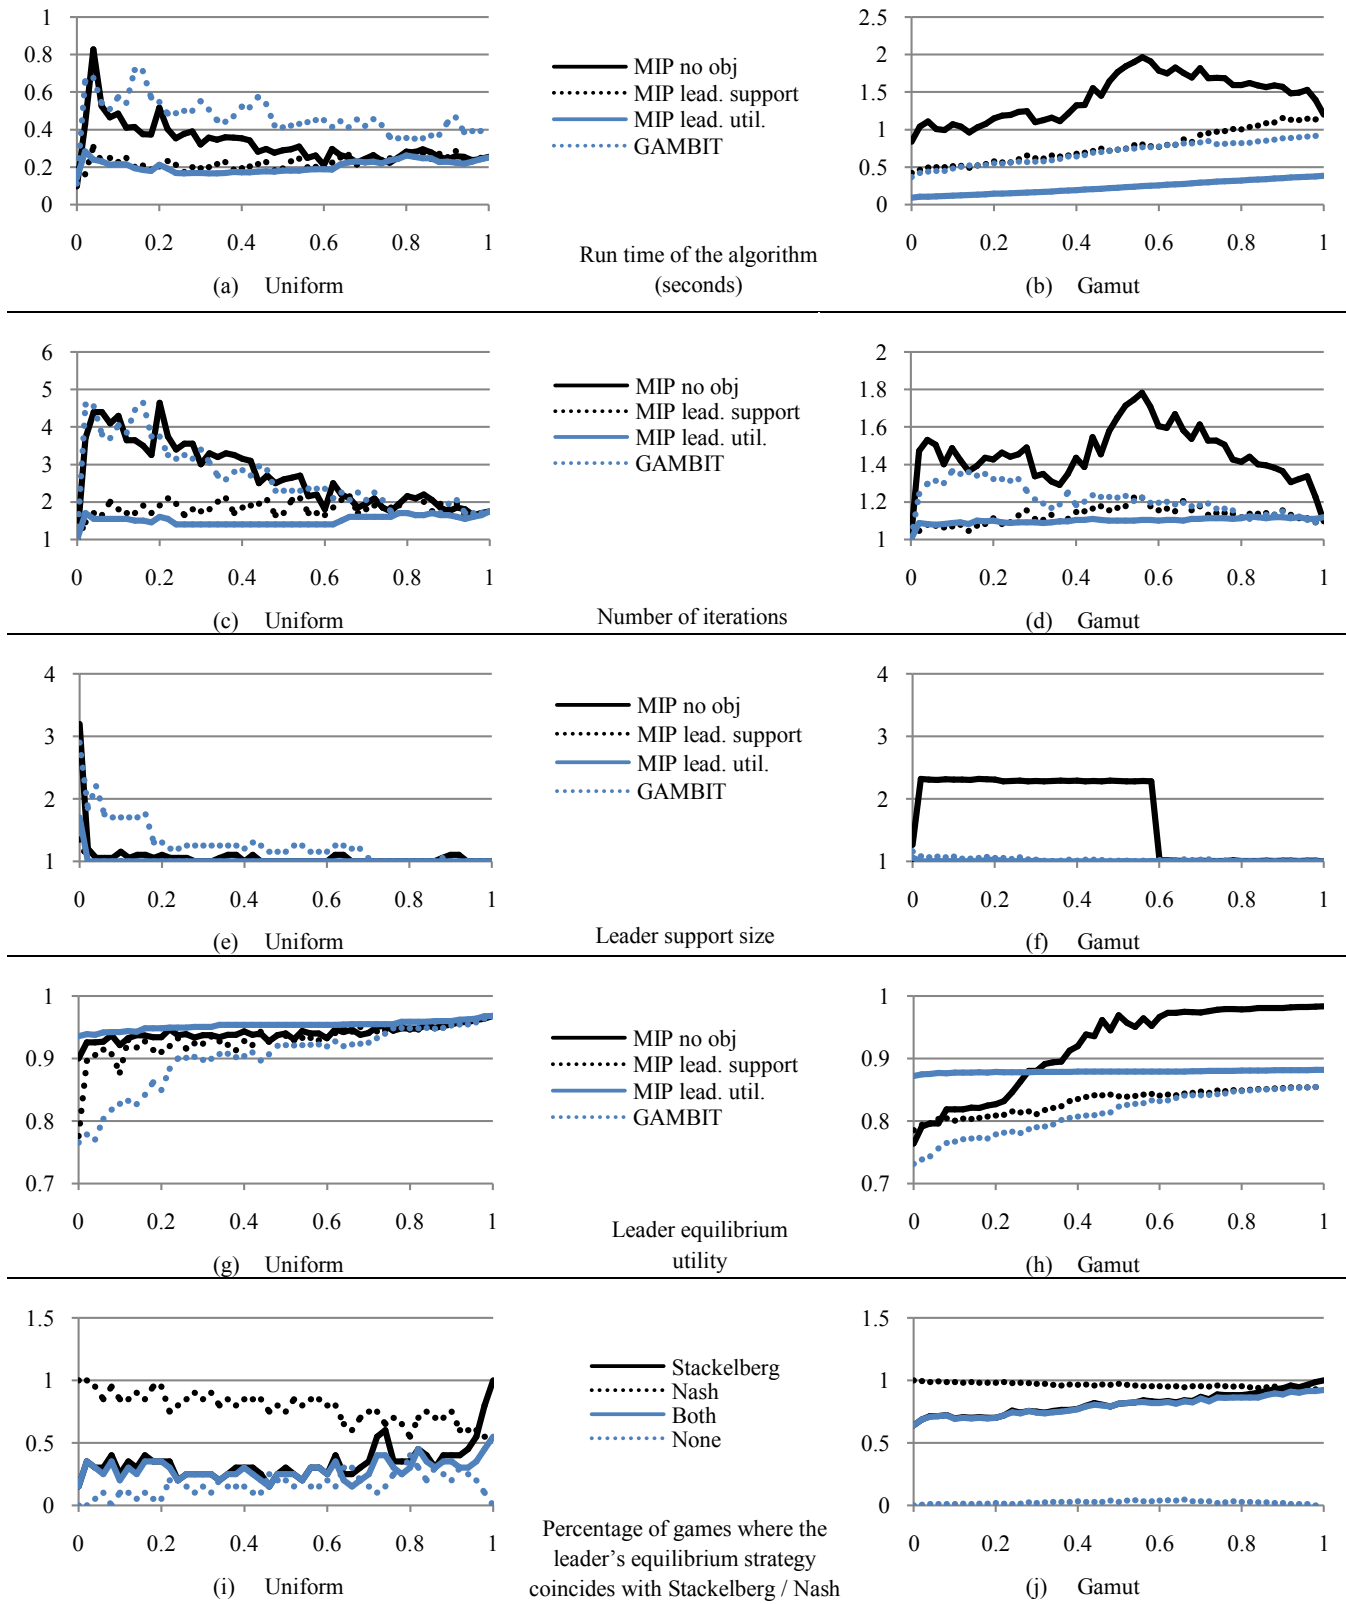 1
0.8
0.6
0.4
0.2
0
0 0.2 0.4 0.6 0.8 1
(a) Uniform
MIP no obj
MIP lead. support
MIP lead. util.
GAMBIT
Run time of the algorithm
(seconds)
2.5
2
1.5
1
0.5
0
0 0.2 0.4 0.6 0.8 1
(b) Gamut
6
5
4
3
2
1
0 0.2 0.4 0.6 0.8 1
(c) Uniform
MIP no obj
MIP lead. support
MIP lead. util.
GAMBIT
Number of iterations
2
1.8
1.6
1.4
1.2
1
0 0.2 0.4 0.6 0.8 1
(d) Gamut
4
3
2
1
0 0.2 0.4 0.6 0.8 1
(e) Uniform
MIP no obj
MIP lead. support
MIP lead. util.
GAMBIT
Leader support size
4
3
2
1
0 0.2 0.4 0.6 0.8 1
(f) Gamut
1
0.9
0.8
0.7
0 0.2 0.4 0.6 0.8 1
(g) Uniform
MIP no obj
MIP lead. support
MIP lead. util.
GAMBIT
Leader equilibrium
utility
1
0.9
0.8
0.7
0 0.2 0.4 0.6 0.8 1
(h) Gamut
1.5
1
0.5
0
0 0.2 0.4 0.6 0.8 1
(i) Uniform
Stackelberg
Nash
Both
None
Percentage of games where the
leader's equilibrium strategy
coincides with Stackelberg / Nash
1.5
1
0.5
0
0 0.2 0.4 0.6 0.8 1
(j) Gamut